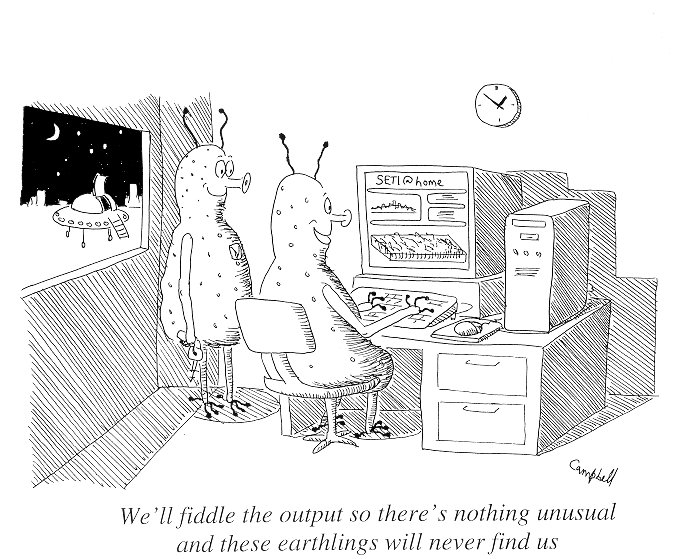 SETI@home
Campbell
We'll fiddle the output so there's nothing unusual
and these earthlings will never find us